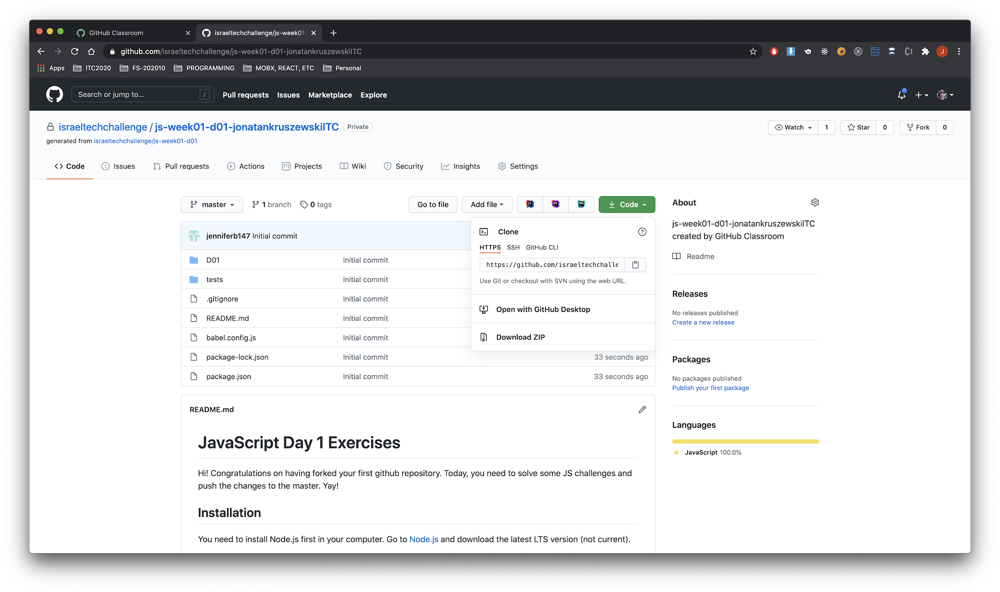 GitHub Classroom
israeltechchallenge/js-week01-
github.com/israeltechchallenge/js-week01-d01-jonatankruszewskiITC
J
Apps ITC2020 FS-202010 PROGRAMMING MOBX, REACT, ETC Personal
Search or jump to... /
Pull requests Issues Marketplace Explore
israeltechchallenge / js-week01-d01-jonatankruszewskiITC Private
Watch 1 Star 0 Fork 0
generated from israeltechchallenge/js-week01-d01
Code Issues Pull requests Actions Projects Wiki Security Insights Settings
master 1 branch 0 tags Go to file Add file IJ PS WS Code
jenniferb147 Initial commit
D01 Initial commit
tests Initial commit
.gitignore Initial commit
README.md Initial commit
babel.config.js Initial commit
package-lock.json Initial commit 33 seconds ago
package.json Initial commit 33 seconds ago
Clone
HTTPS SSH GitHub CLI
https://github.com/israeltechchalle
Use Git or checkout with SVN using the web URL.
Open with GitHub Desktop
Download ZIP
README.md
JavaScript Day 1 Exercises
Hi! Congratulations on having forked your first github repository. Today, you need to solve some JS challenges and
push the changes to the master. Yay!
Installation
You need to install Node.js first in your computer. Go to Node.js and download the latest LTS version (not current).
About
js-week01-d01-jonatankruszewskiITC
created by GitHub Classroom
Readme
Releases
No releases published
Create a new release
Packages
No packages published
Publish your first package
Languages
JavaScript 100.0%